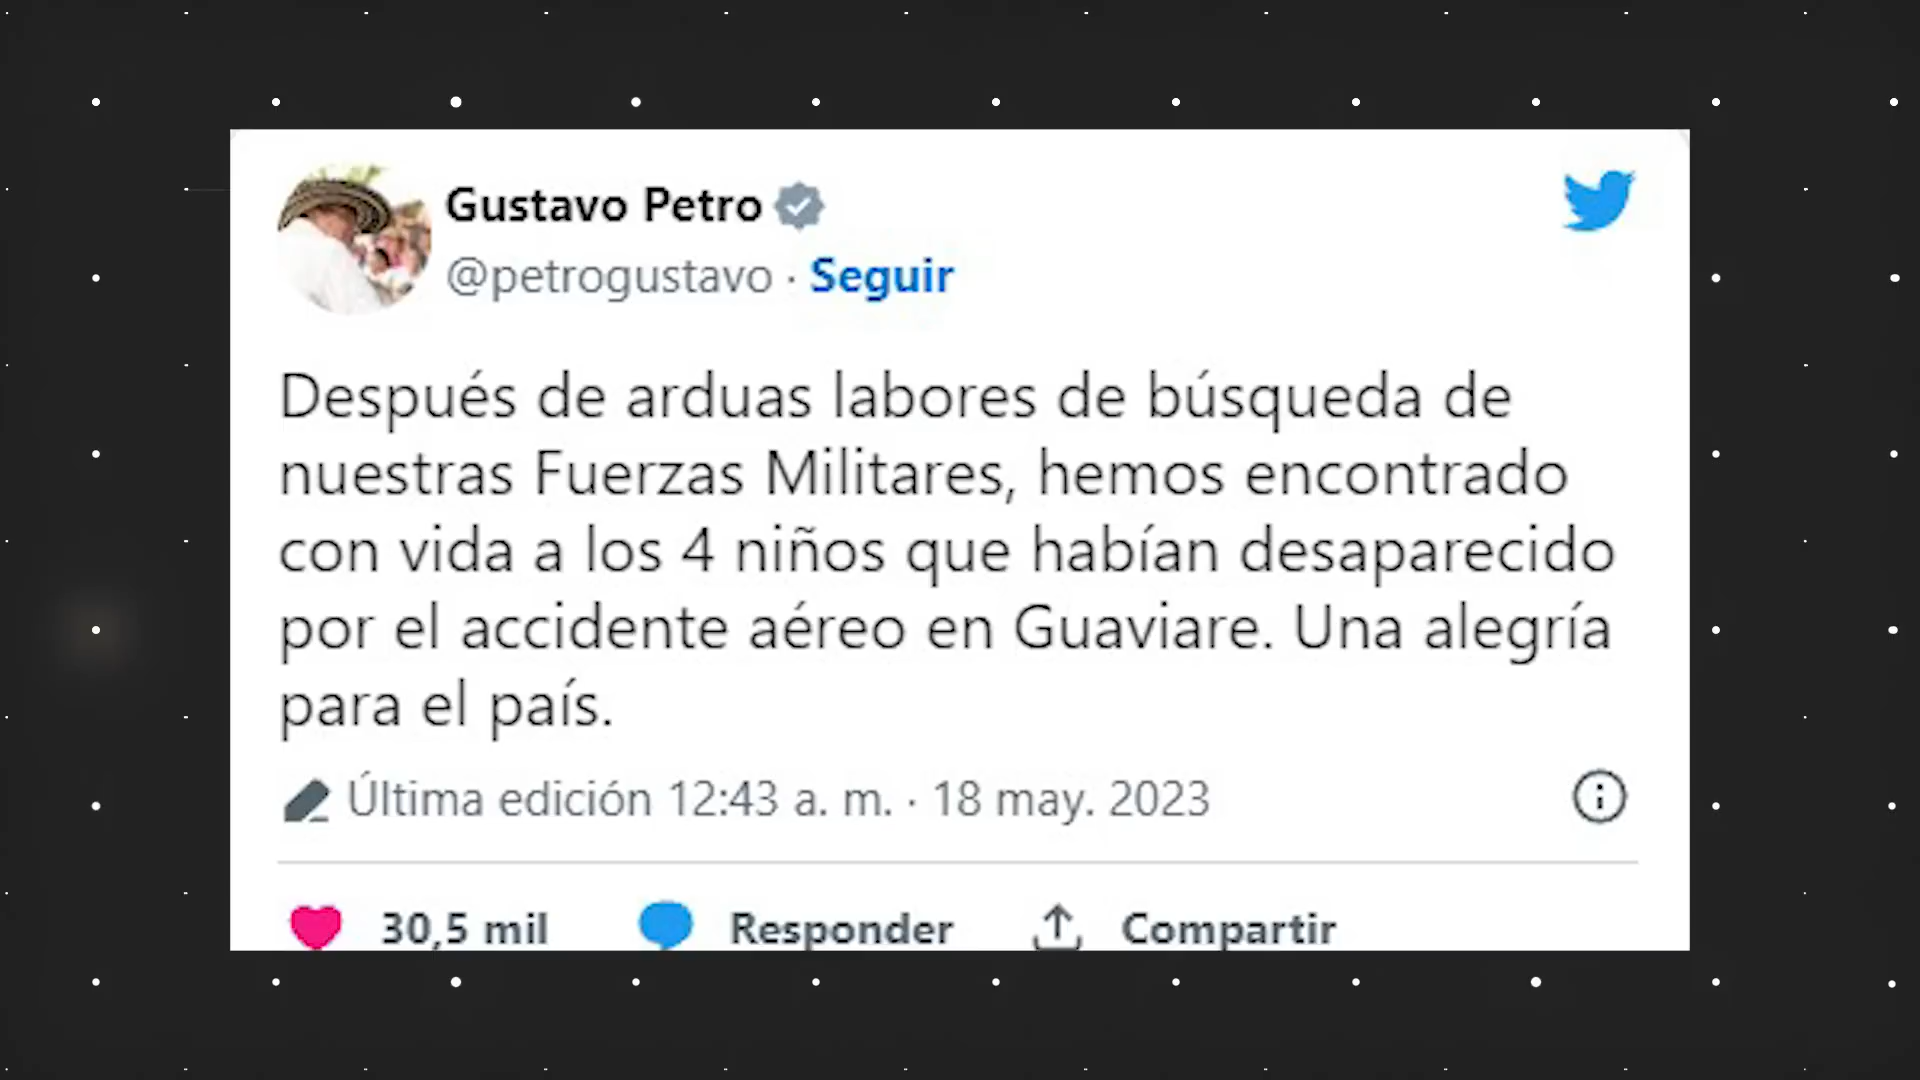 Gustavo Petro
@petrogustavo · Seguir
Después de arduas labores de búsqueda de
nuestras Fuerzas Militares, hemos encontrado
con vida a los 4 niños que habían desaparecido
por el accidente aéreo en Guaviare. Una alegría
para el país.
Última edición 12:43 a. m. · 18 may. 2023
30,5 mil Responder Compartir